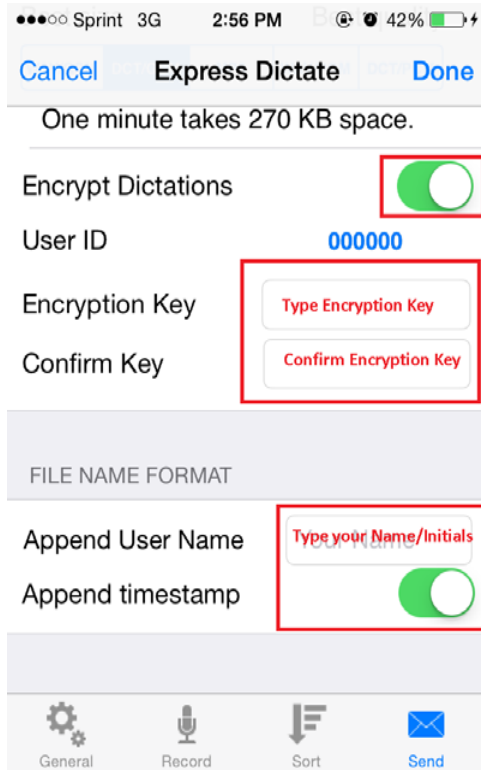 Sprint 3G 2:56 PM 42%
Cancel Express Dictate Done
One minute takes 270 KB space.
Encrypt Dictations
User ID 000000
Encryption Key Type Encryption Key
Confirm Key Confirm Encryption Key
FILE NAME FORMAT
Append User Name Type your Name/Initials
Append timestamp
General Record Sort Send